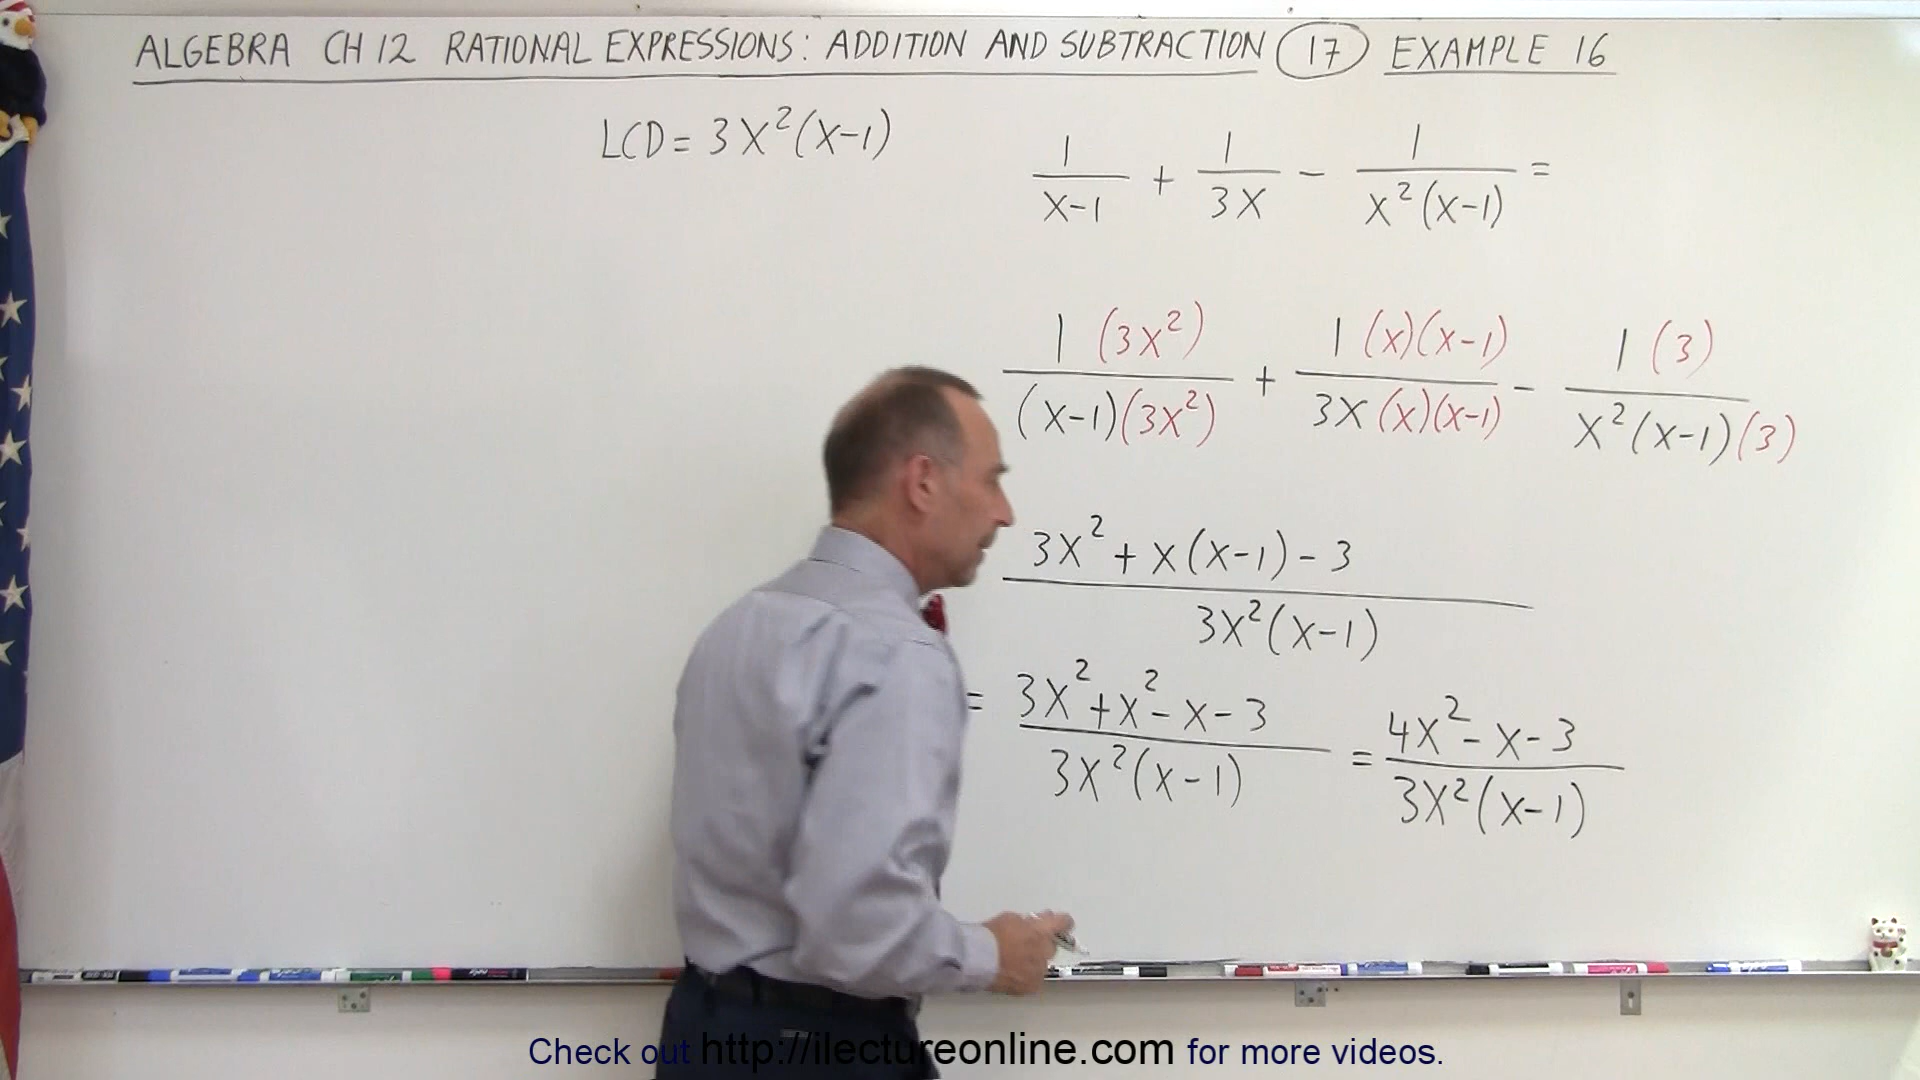 ALGEBRA CH 12 RATIONAL EXPRESSIONS: ADDITION AND SUBTRACTION 17 EXAMPLE 16
LCD = 3X²(X-1)
1/(X-1) + 1/(3X) - 1/(X²(X-1)) =
1(3X²)/((X-1)(3X²)) + 1(X)(X-1)/(3X(X)(X-1)) - 1(3)/(X²(X-1)(3))
(3X² + X(X-1) - 3)/(3X²(X-1))
= (3X² + X² - X - 3)/(3X²(X-1)) = (4X² - X - 3)/(3X²(X-1))
Check out http://ilectureonline.com for more videos.